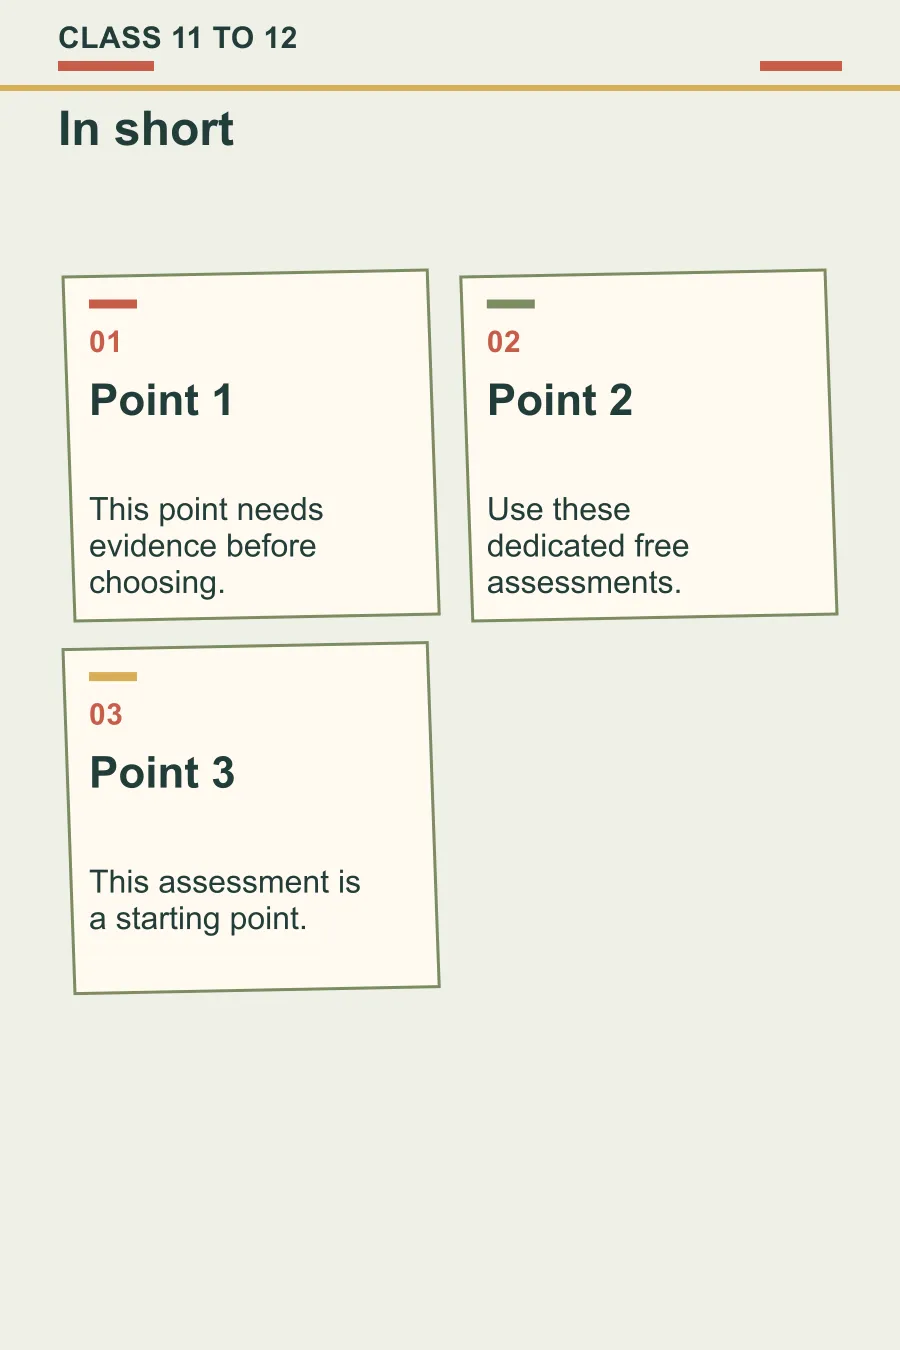 CLASS 11 TO 12
In short
01
Point 1
This point needs
evidence before
choosing.
02
Point 2
Use these
dedicated free
assessments.
03
Point 3
This assessment is
a starting point.